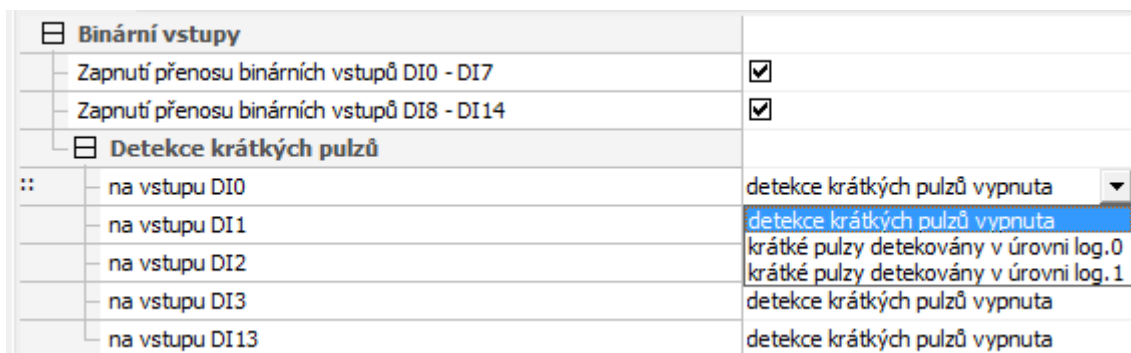 Binární vstupy
Zapnutí přenosu binárních vstupů DI0 - DI7
Zapnutí přenosu binárních vstupů DI8 - DI14
Detekce krátkých pulzů
na vstupu DI0 detekce krátkých pulzů vypnuta
na vstupu DI1 detekce krátkých pulzů vypnuta
krátké pulzy detekovány v úrovni log.0
na vstupu DI2 krátké pulzy detekovány v úrovni log.1
na vstupu DI3 detekce krátkých pulzů vypnuta
na vstupu DI13 detekce krátkých pulzů vypnuta